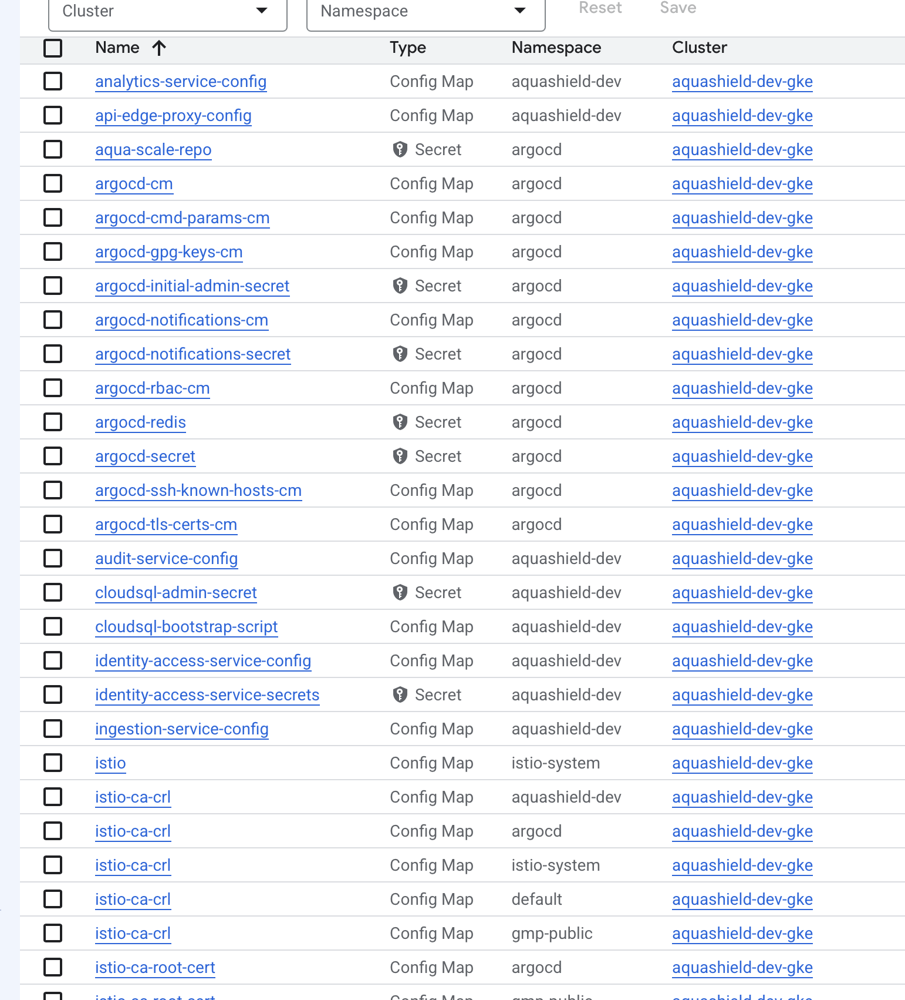 Cluster Namespace Reset Save
Name Type Namespace Cluster
analytics-service-config Config Map aquashield-dev aquashield-dev-gke
api-edge-proxy-config Config Map aquashield-dev aquashield-dev-gke
aqua-scale-repo Secret argocd aquashield-dev-gke
argocd-cm Config Map argocd aquashield-dev-gke
argocd-cmd-params-cm Config Map argocd aquashield-dev-gke
argocd-gpg-keys-cm Config Map argocd aquashield-dev-gke
argocd-initial-admin-secret Secret argocd aquashield-dev-gke
argocd-notifications-cm Config Map argocd aquashield-dev-gke
argocd-notifications-secret Secret argocd aquashield-dev-gke
argocd-rbac-cm Config Map argocd aquashield-dev-gke
argocd-redis Secret argocd aquashield-dev-gke
argocd-secret Secret argocd aquashield-dev-gke
argocd-ssh-known-hosts-cm Config Map argocd aquashield-dev-gke
argocd-tls-certs-cm Config Map argocd aquashield-dev-gke
audit-service-config Config Map aquashield-dev aquashield-dev-gke
cloudsql-admin-secret Secret aquashield-dev aquashield-dev-gke
cloudsql-bootstrap-script Config Map aquashield-dev aquashield-dev-gke
identity-access-service-config Config Map aquashield-dev aquashield-dev-gke
identity-access-service-secrets Secret aquashield-dev aquashield-dev-gke
ingestion-service-config Config Map aquashield-dev aquashield-dev-gke
istio Config Map istio-system aquashield-dev-gke
istio-ca-crl Config Map aquashield-dev aquashield-dev-gke
istio-ca-crl Config Map argocd aquashield-dev-gke
istio-ca-crl Config Map istio-system aquashield-dev-gke
istio-ca-crl Config Map default aquashield-dev-gke
istio-ca-crl Config Map gmp-public aquashield-dev-gke
istio-ca-root-cert Config Map argocd aquashield-dev-gke
istio-ca-root-cert Config Map gmp-public aquashield-dev-gke